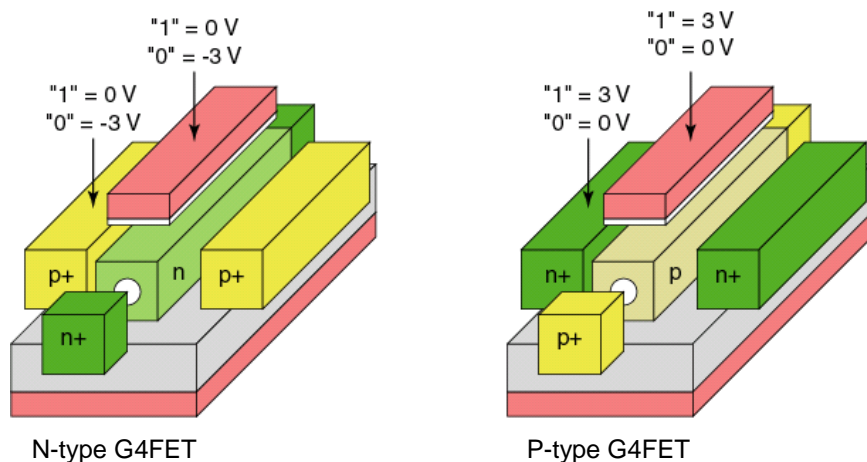 "1" = 0 V
"0" = -3 V
"1" = 0 V
"0" = -3 V
n
p+
p+
n+
N-type G4FET
"1" = 3 V
"0" = 0 V
"1" = 3 V
"0" = 0 V
n+
p
n+
p+
P-type G4FET